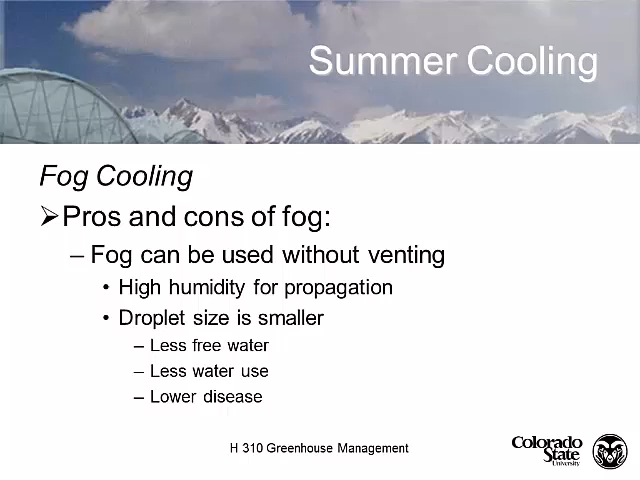 Summer Cooling
Fog Cooling
➢Pros and cons of fog:
– Fog can be used without venting
• High humidity for propagation
• Droplet size is smaller
– Less free water
– Less water use
– Lower disease
H 310 Greenhouse Management
Colorado
State
University